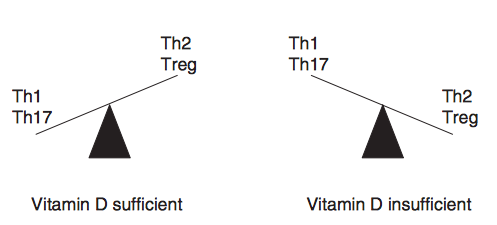 Th2
Treg
Th1
Th17
Vitamin D sufficient
Th1
Th17
Th2
Treg
Vitamin D insufficient